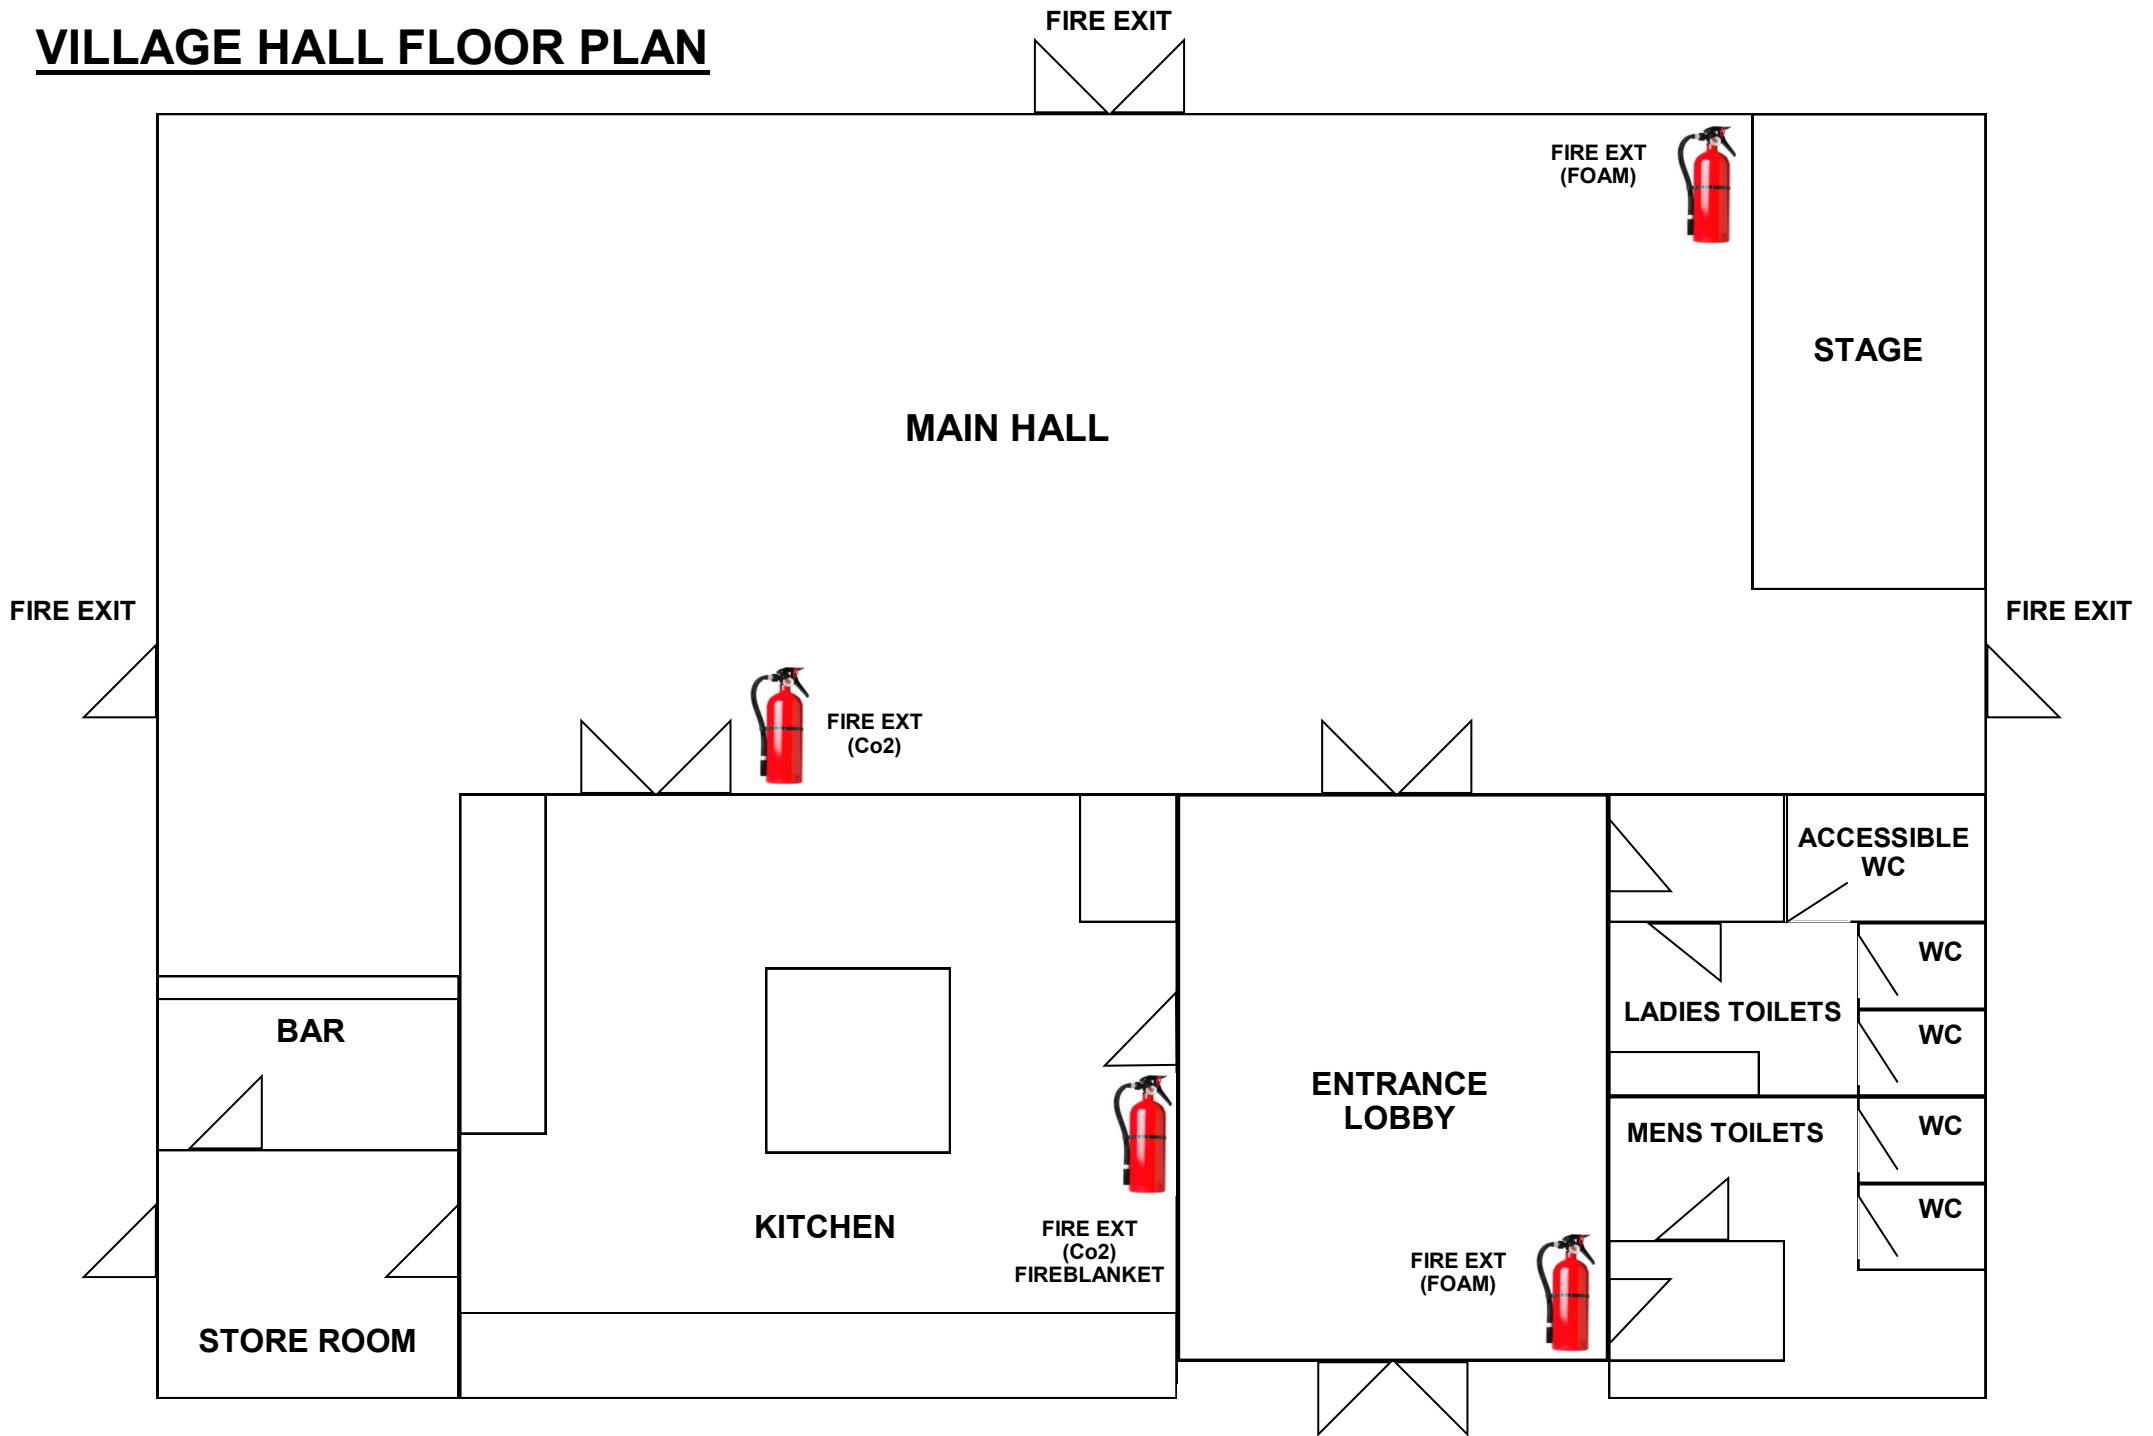 FIRE EXIT
VILLAGE HALL FLOOR PLAN
FIRE EXT
(FOAM)
STAGE
MAIN HALL
FIRE EXIT
FIRE EXIT
FIRE EXT
(Co2)
ACCESSIBLE
WC
WC
LADIES TOILETS
WC
BAR
ENTRANCE
LOBBY
WC
MENS TOILETS
WC
KITCHEN
FIRE EXT
(Co2)
FIREBLANKET
FIRE EXT
(FOAM)
STORE ROOM